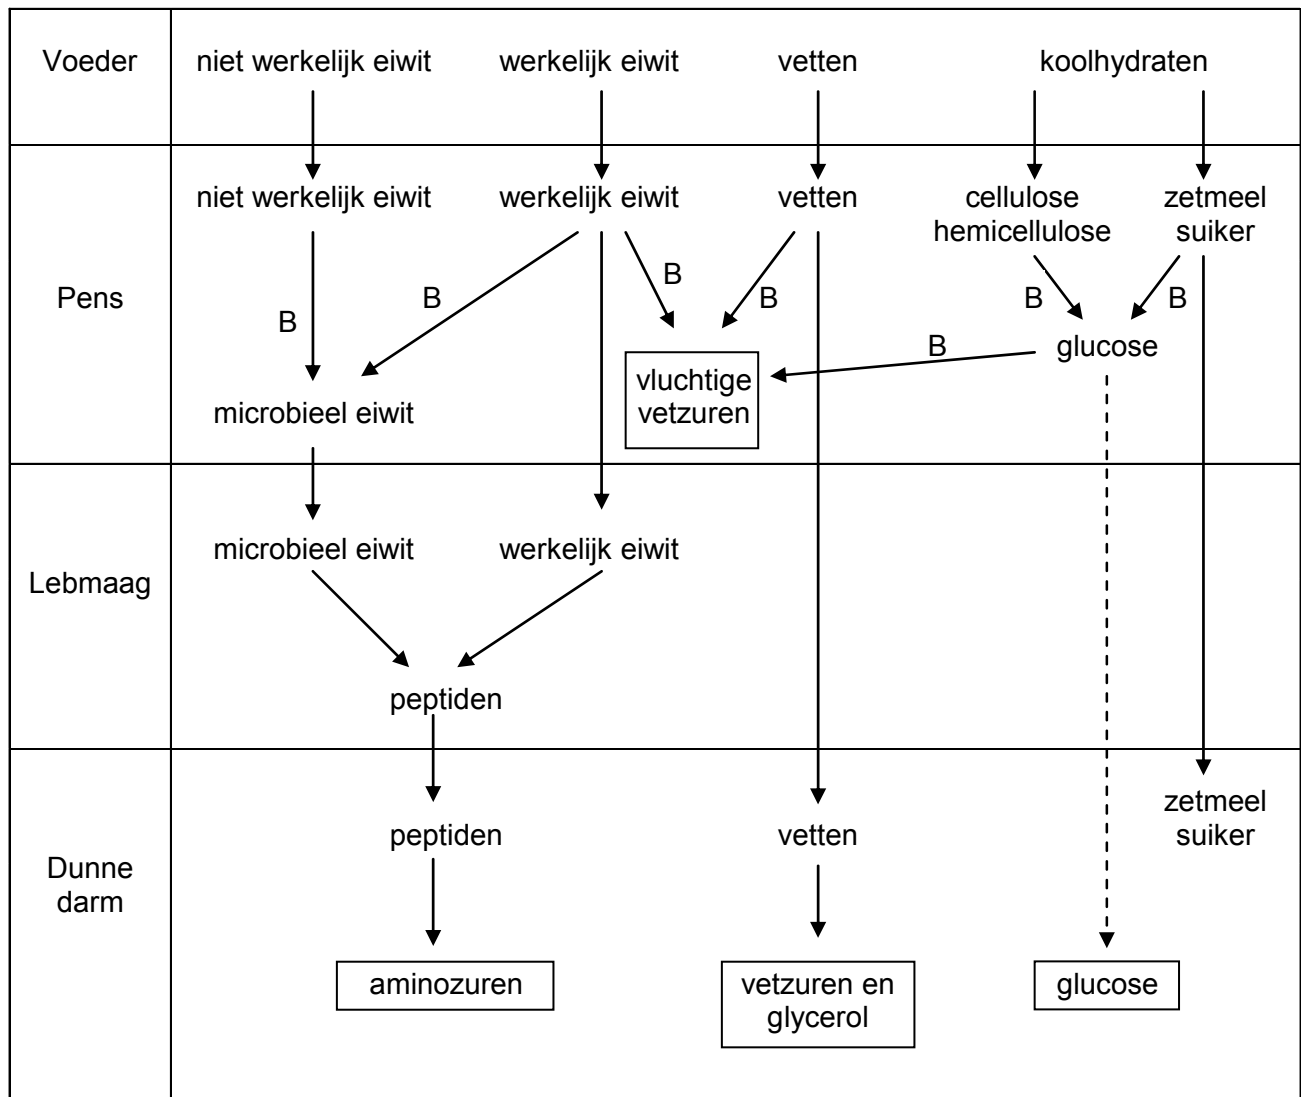 Voeder niet werkelijk eiwit werkelijk eiwit vetten koolhydraten
niet werkelijk eiwit werkelijk eiwit vetten cellulose zetmeel
hemicellulose suiker
Pens B B B B B B
B glucose
vluchtige
vetzuren
microbieel eiwit
microbieel eiwit werkelijk eiwit
Lebmaag
peptiden
zetmeel
peptiden vetten suiker
Dunne
darm
aminozuren vetzuren en glucose
glycerol